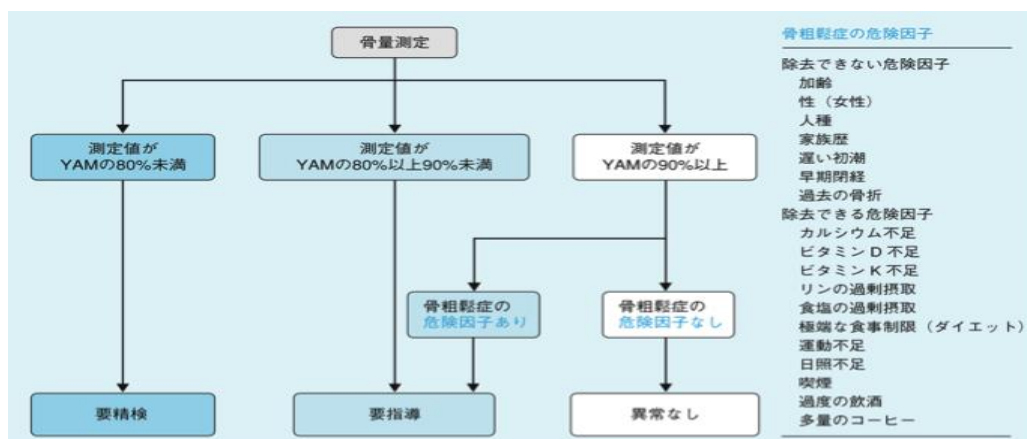 骨量測定
測定値が
YAMの80%未満
測定値が
YAMの80%以上90%未満
測定値が
YAMの90%以上
骨粗鬆症の
危険因子あり
骨粗鬆症の
危険因子なし
要精検
要指導
異常なし
骨粗鬆症の危険因子
除去できない危険因子
加齢
性（女性）
人種
家族歴
遅い初潮
早期閉経
過去の骨折
除去できる危険因子
カルシウム不足
ビタミンD不足
ビタミンK不足
リンの過剰摂取
食塩の過剰摂取
極端な食事制限（ダイエット）
運動不足
日照不足
喫煙
過度の飲酒
多量のコーヒー